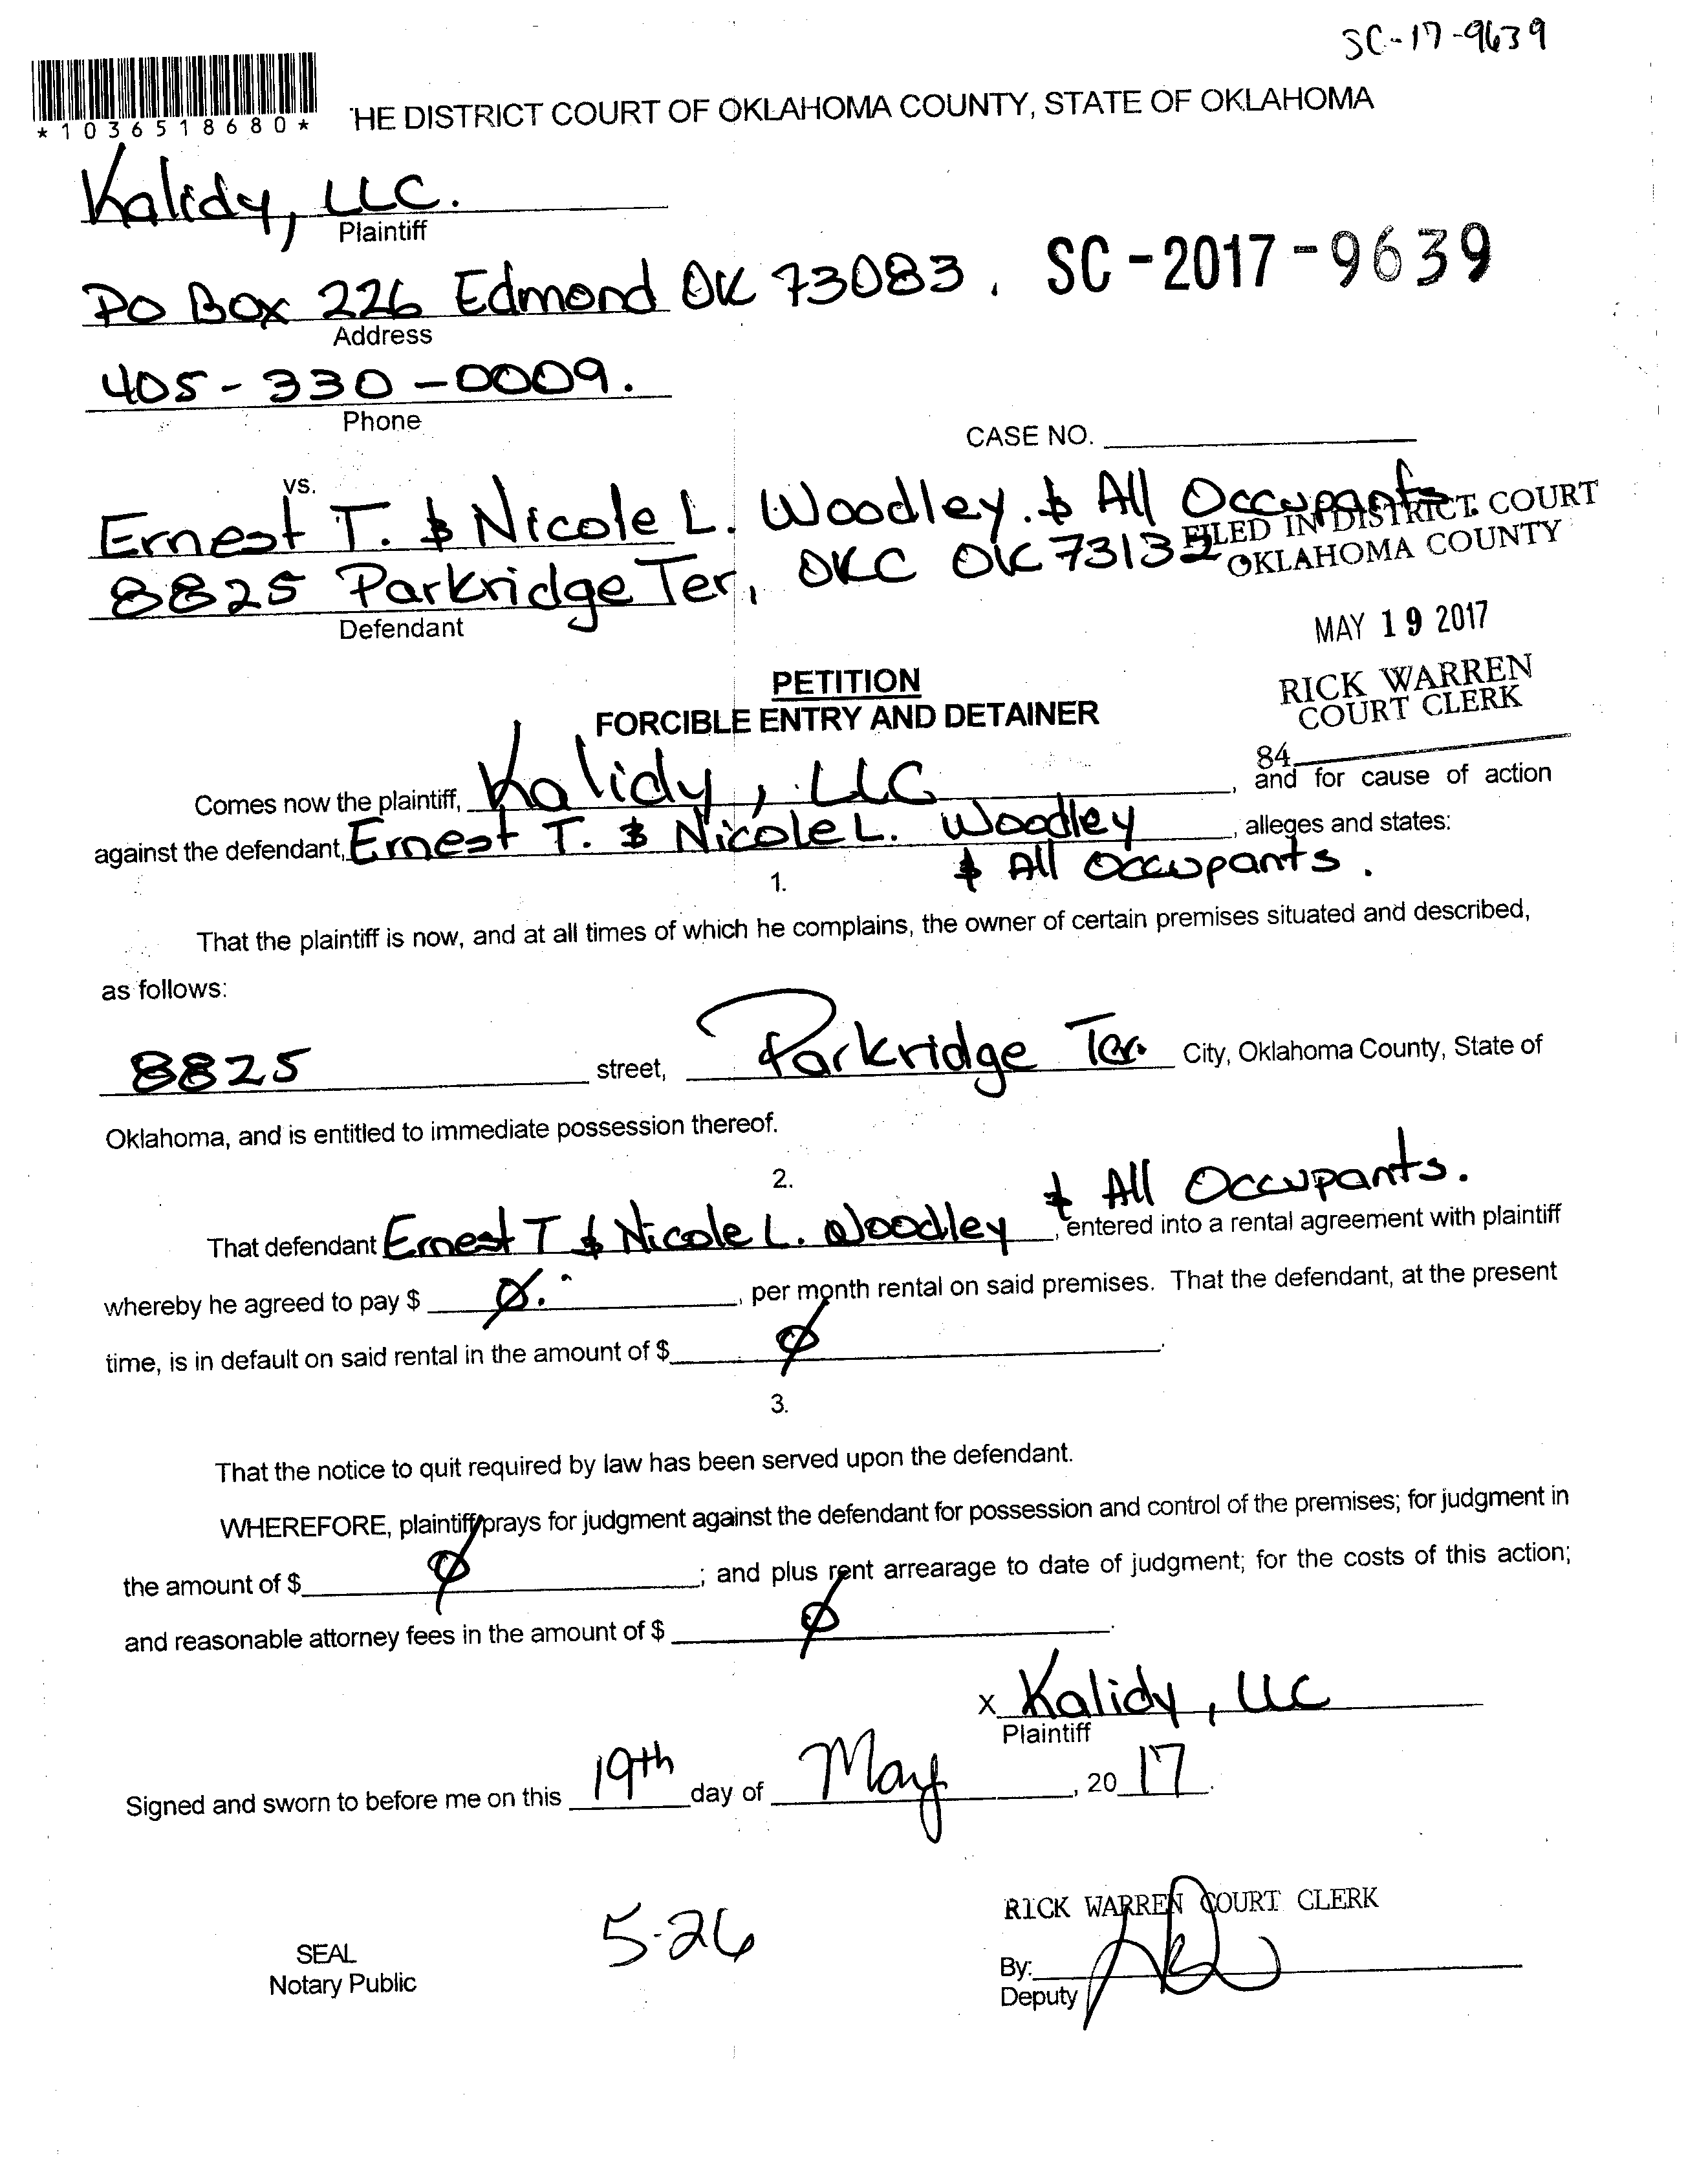 SC-17-9639
*1036518680*
'HE DISTRICT COURT OF OKLAHOMA COUNTY, STATE OF OKLAHOMA
Kalidy, LLC.
Plaintiff
PO Box 226 Edmond OK 73083.
SC-2017-9639
Address
405-330-0009.
Phone
CASE NO.
vs.
Ernest T. & Nicole L. Woodley. & All Occupants.
FILED IN DISTRICT COURT
8825 Parkridge Ter, OKC OK 73132
OKLAHOMA COUNTY
Defendant
MAY 19 2017
PETITION
RICK WARREN
FORCIBLE ENTRY AND DETAINER
COURT CLERK
84
Comes now the plaintiff, Kalidy, LLC, and for cause of action
against the defendant, Ernest T. & Nicole L. Woodley, alleges and states:
& All Occupants.
1.
That the plaintiff is now, and at all times of which he complains, the owner of certain premises situated and described,
as follows:
8825 street, Parkridge Ter. City, Oklahoma County, State of
Oklahoma, and is entitled to immediate possession thereof.
2.
& All Occupants.
That defendant Ernest T & Nicole L. Woodley, entered into a rental agreement with plaintiff
whereby he agreed to pay $ Ø. , per month rental on said premises. That the defendant, at the present
time, is in default on said rental in the amount of $ Ø.
3.
That the notice to quit required by law has been served upon the defendant.
WHEREFORE, plaintiff prays for judgment against the defendant for possession and control of the premises; for judgment in
the amount of $ Ø; and plus rent arrearage to date of judgment; for the costs of this action;
and reasonable attorney fees in the amount of $ Ø.
X Kalidy, LLC
Plaintiff
Signed and sworn to before me on this 19th day of May, 2017.
RICK WARREN COURT CLERK
5-26
SEAL
Notary Public
By:
Deputy